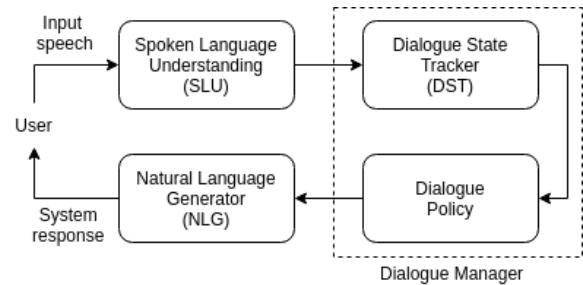 Input
speech
Spoken Language
Understanding
(SLU)
Dialogue State
Tracker
(DST)
User
Natural Language
Generator
(NLG)
Dialogue
Policy
System
response
Dialogue Manager